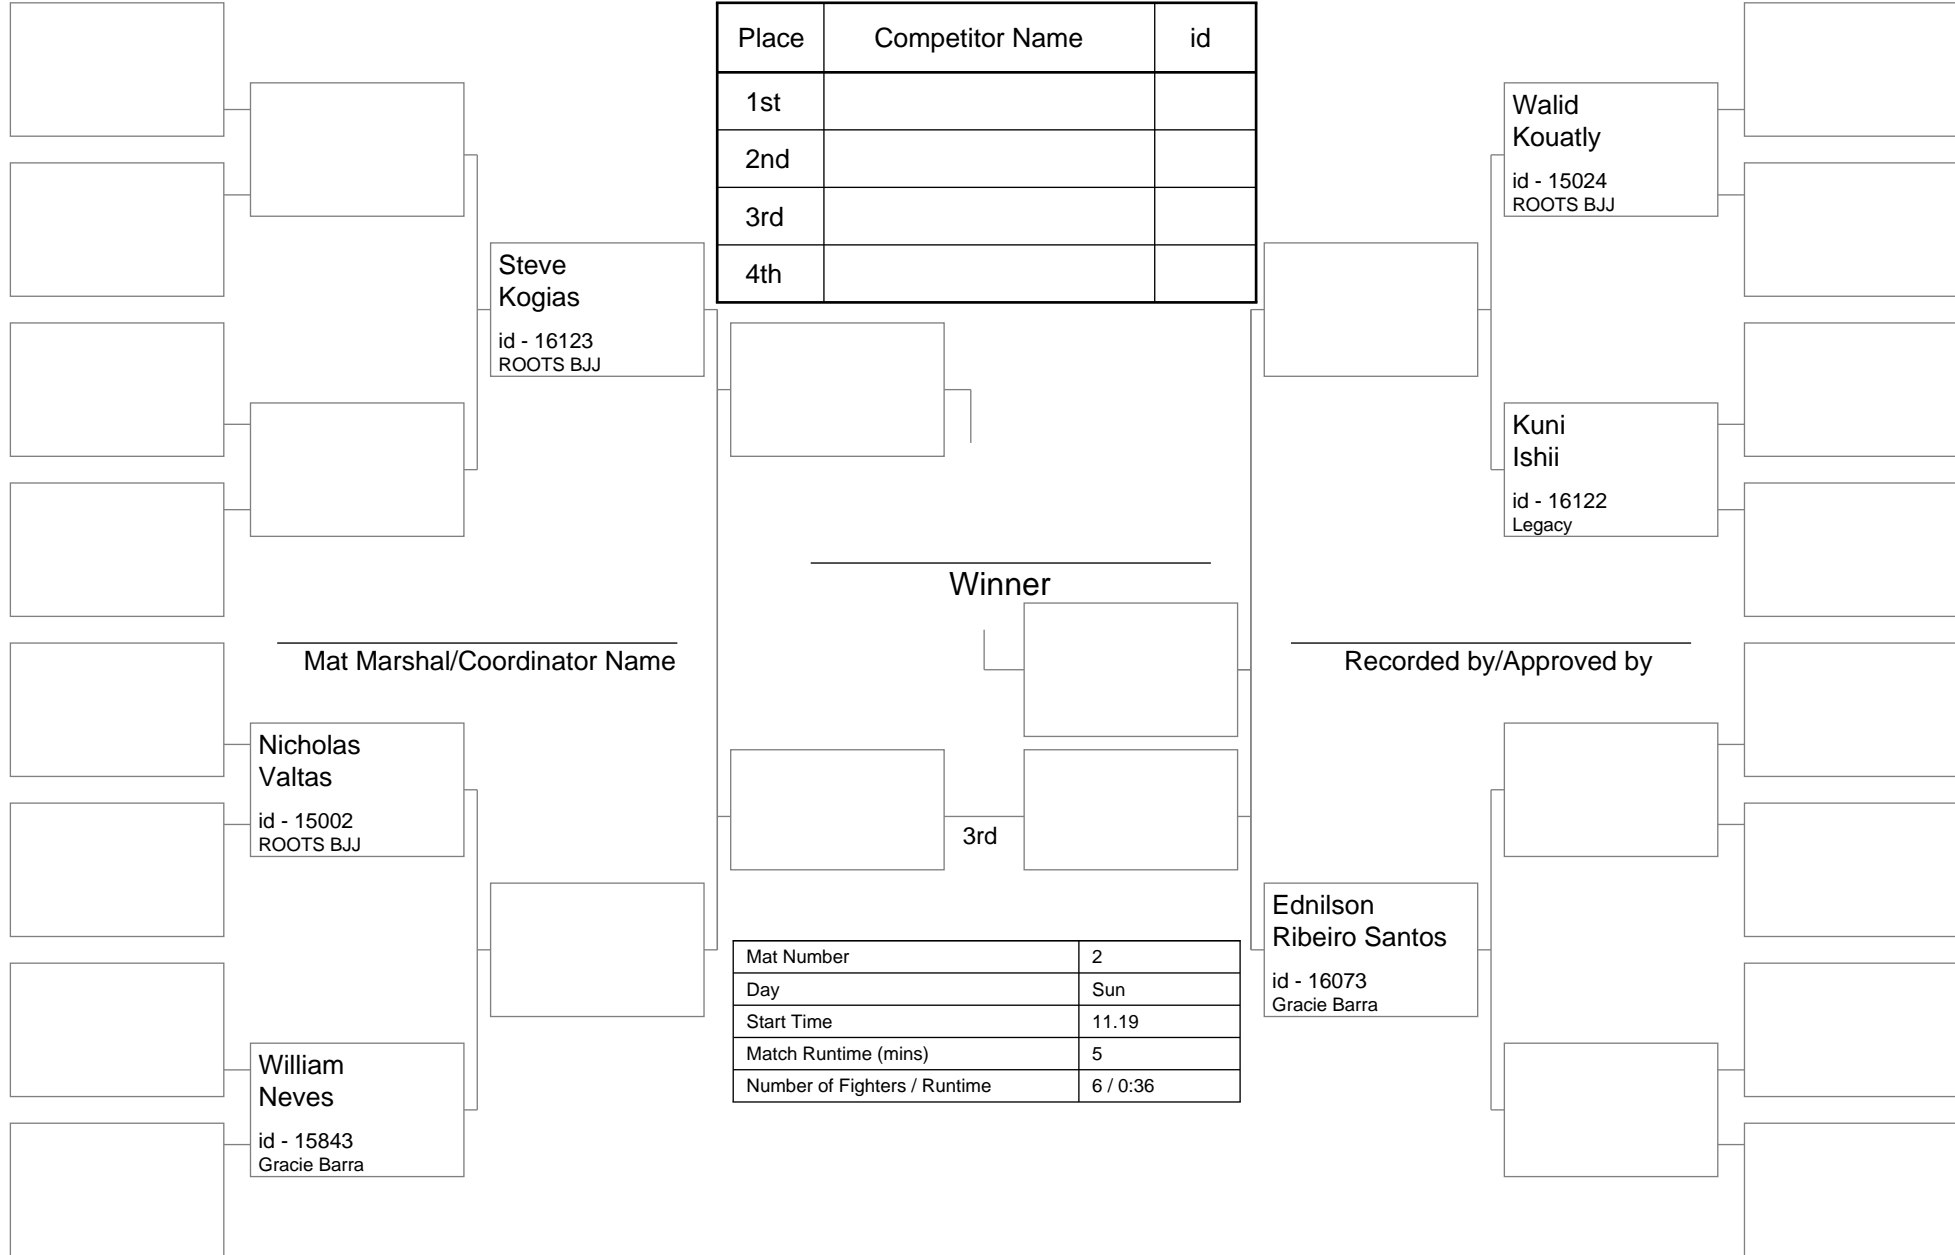 Place Competitor Name id
1st
2nd
3rd
4th
Steve
Kogias
id - 16123
ROOTS BJJ
Walid
Kouatly
id - 15024
ROOTS BJJ
Kuni
Ishii
id - 16122
Legacy
Winner
Mat Marshal/Coordinator Name
Recorded by/Approved by
Nicholas
Valtas
id - 15002
ROOTS BJJ
William
Neves
id - 15843
Gracie Barra
3rd
Ednilson
Ribeiro Santos
id - 16073
Gracie Barra
Mat Number 2
Day Sun
Start Time 11.19
Match Runtime (mins) 5
Number of Fighters / Runtime 6 / 0:36